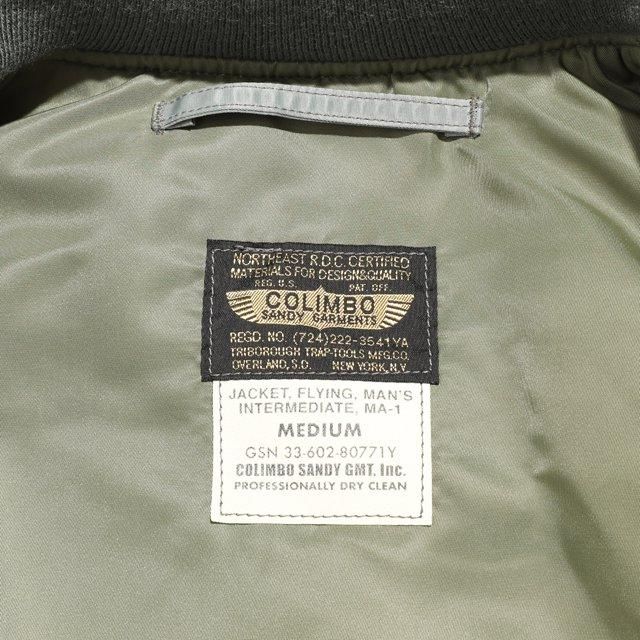 NORTHEAST R.D.C. CERTIFIED
MATERIALS FOR DESIGN&QUALITY
REG. U.S. PAT. OFF.
COLIMBO
SANDY GARMENTS
REGD. NO. (724)222-3541YA
TRIBOROUGH TRAP-TOOLS MFG.CO.
OVERLAND, S.D. NEW YORK, N.Y.
JACKET, FLYING, MAN'S
INTERMEDIATE, MA-1
MEDIUM
GSN 33-602-80771Y
COLIMBO SANDY GMT. Inc.
PROFESSIONALLY DRY CLEAN